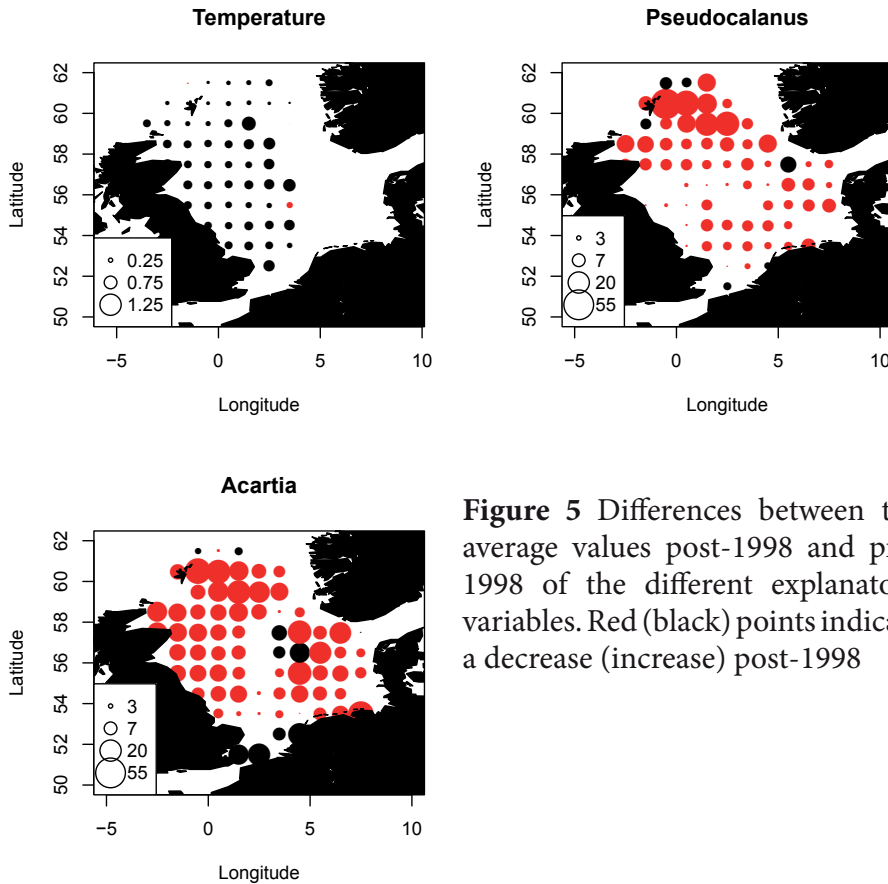 Temperature
Latitude
62
60
58
56
54
52
50
0.25
0.75
1.25
−5 0 5 10
Longitude
Pseudocalanus
Latitude
62
60
58
56
54
52
50
3
7
20
55
−5 0 5 10
Longitude
Acartia
Latitude
62
60
58
56
54
52
50
3
7
20
55
−5 0 5 10
Longitude
Figure 5 Differences between
average values post-1998 and
1998 of the different
variables. Red (black) points
a decrease (increase) post-1998